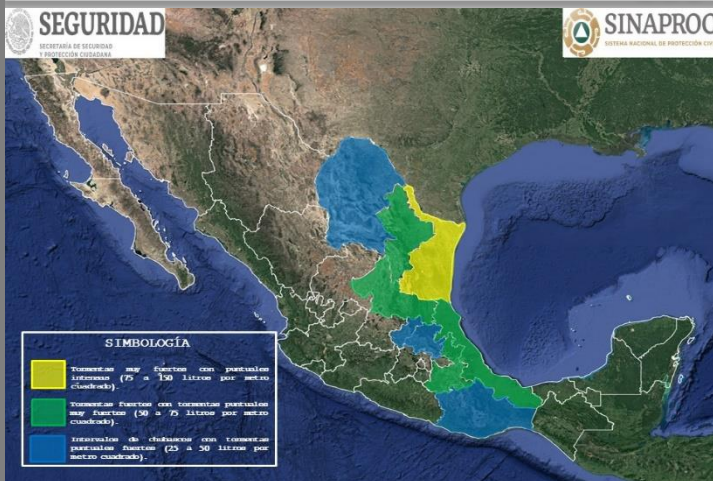 SEGURIDAD
SECRETARÍA DE SEGURIDAD
Y PROTECCIÓN CIUDADANA
SINAPROC
SISTEMA NACIONAL DE PROTECCIÓN CIV
SIMBOLOGÍA
Tormentas muy fuertes con puntuales
intensas (75 a 150 litros por metro
cuadrado).
Tormentas fuertes con tormentas puntuales
muy fuertes (50 a 75 litros por metro
cuadrado).
Intervalos de chubascos con tormentas
puntuales fuertes (25 a 50 litros por
metro cuadrado).